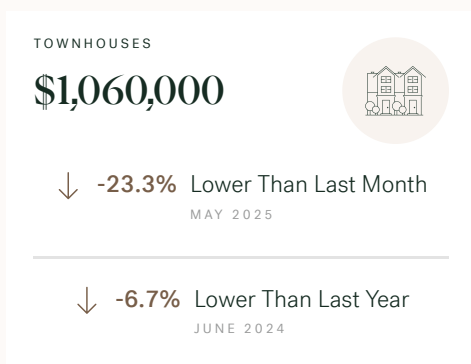 TOWNHOUSES
$1,060,000
-23.3% Lower Than Last Month
MAY 2025
-6.7% Lower Than Last Year
JUNE 2024